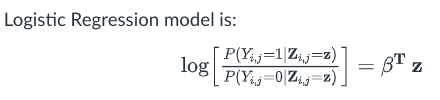 Logistic Regression model is:
log[ P(Y_{i,j}=1|Z_{i,j}=z) / P(Y_{i,j}=0|Z_{i,j}=z) ] = β^T z